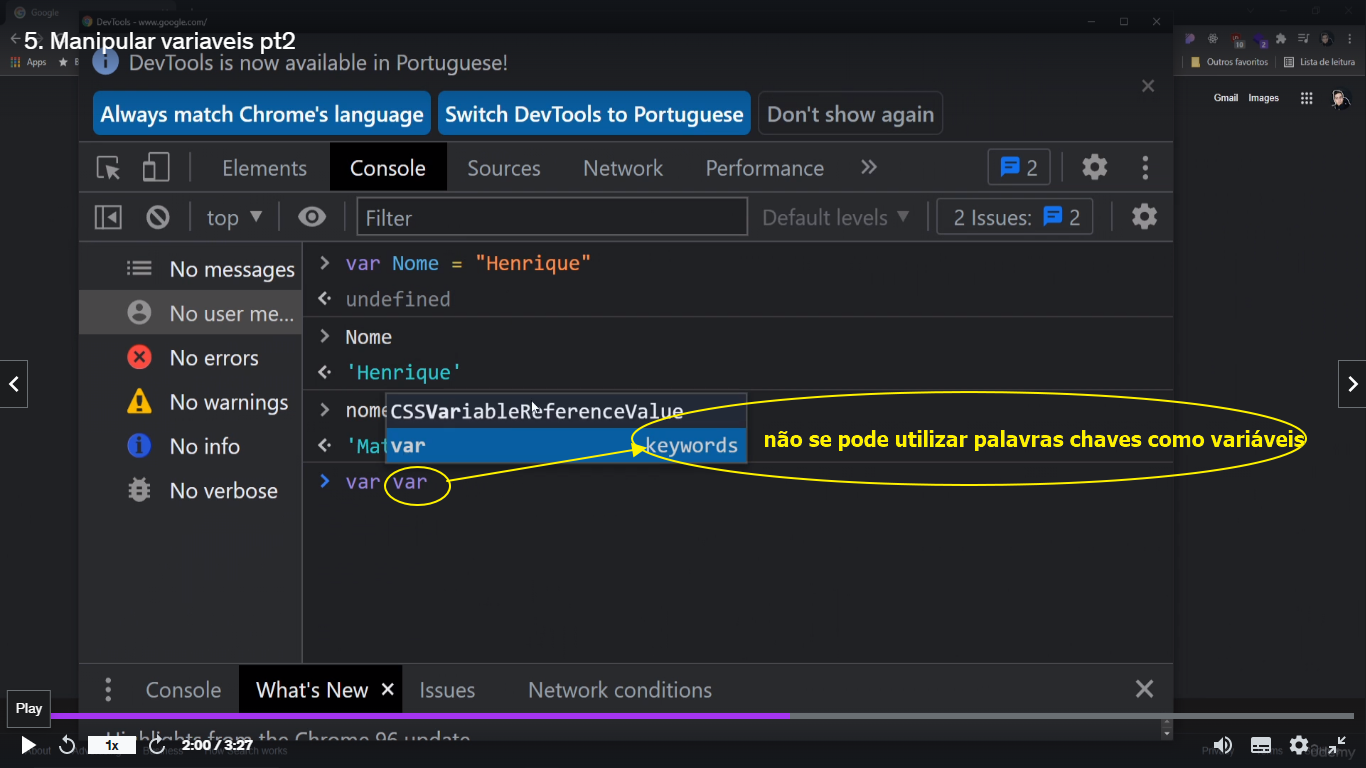 Google
DevTools - www.google.com/
5. Manipular variaveis pt2
DevTools is now available in Portuguese!
Apps
Outros favoritos
Lista de leitura
Always match Chrome's language
Switch DevTools to Portuguese
Don't show again
Gmail
Images
Elements
Console
Sources
Network
Performance
2
top
Filter
Default levels
2 Issues:
2
No messages
No user me...
No errors
No warnings
No info
No verbose
var Nome = "Henrique"
undefined
Nome
'Henrique'
nome
CSSVariableReferenceValue
'Mat
var
keywords
não se pode utilizar palavras chaves como variáveis
var var
Console
What's New
Issues
Network conditions
Play
Highlights from the Chrome 96 update
1x
2:00 / 3:27
udemy